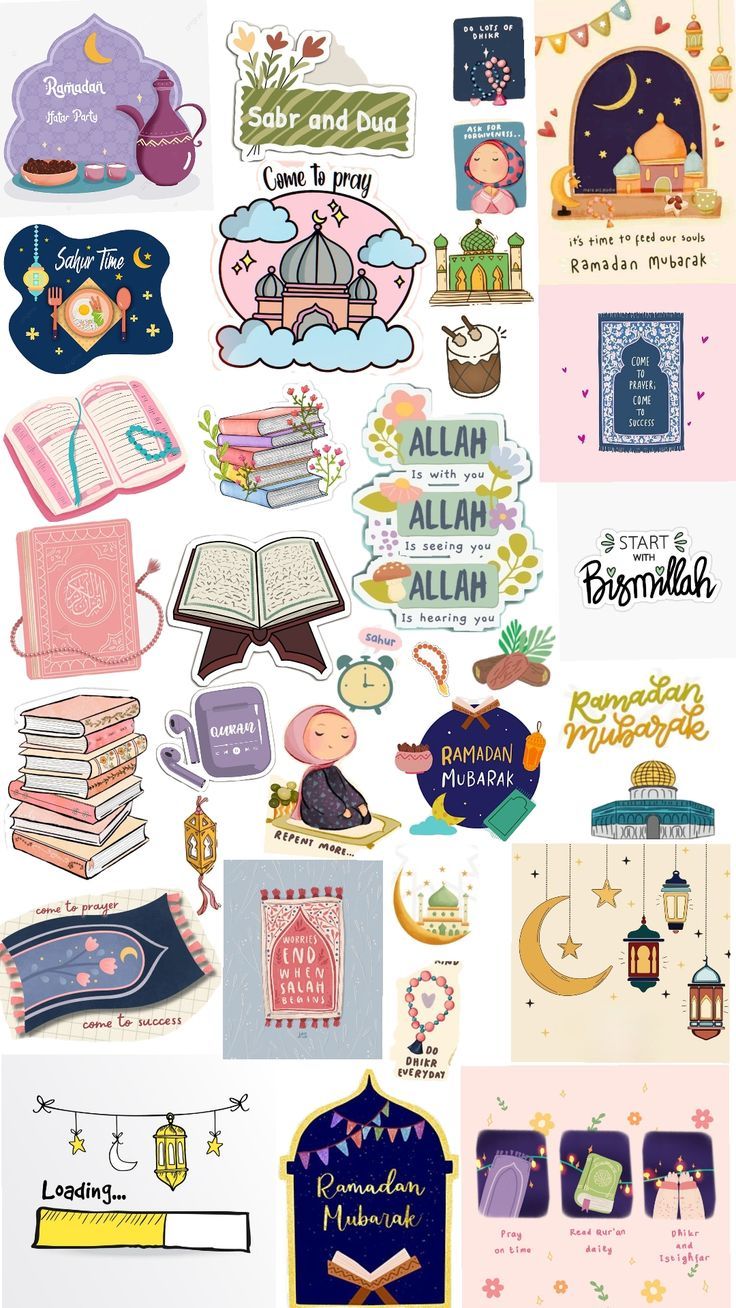 Ramadan
Iftar Party
Sabr and Dua
DO LOTS OF
DHIKR
ASK FOR
FORGIVENESS..
it's time to feed our souls
Ramadan Mubarak
Come to pray
Sahur Time
COME
TO
PRAYER;
COME
TO
SUCCESS
ALLAH
Is with you
ALLAH
Is seeing you
ALLAH
Is hearing you
START
WITH
Bismillah
sahur
QURAN
REPET MORE...
RAMADAN
MUBARAK
Ramadan
Mubarak
come to prayer
come to success
WORRIES
END
WHEN
SALAH
BEGINS
DO
DHIKR
EVERYDAY
Loading...
Ramadan
Mubarak
Pray
on time
Read Qur'an
daily
Dhikr
and
Istighfar